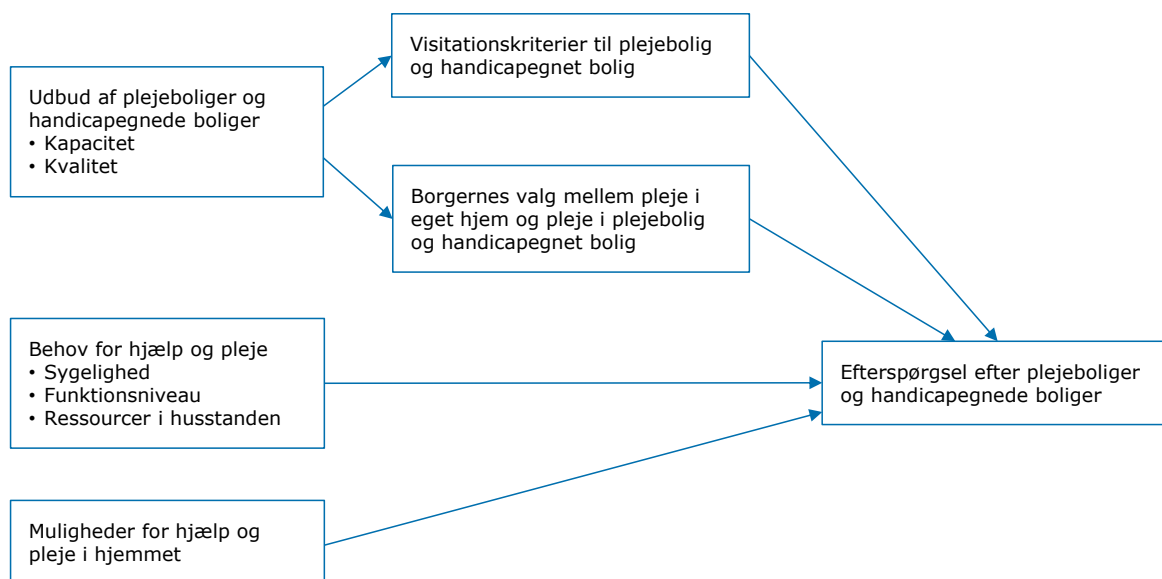 Udbud af plejeboliger og
handicapegnede boliger
• Kapacitet
• Kvalitet
Visitationskriterier til plejebolig
og handicapegnet bolig
Borgernes valg mellem pleje i
eget hjem og pleje i plejebolig
og handicapegnet bolig
Behov for hjælp og pleje
• Sygelighed
• Funktionsniveau
• Ressourcer i husstanden
Efterspørgsel efter plejeboliger
og handicapegnede boliger
Muligheder for hjælp og
pleje i hjemmet